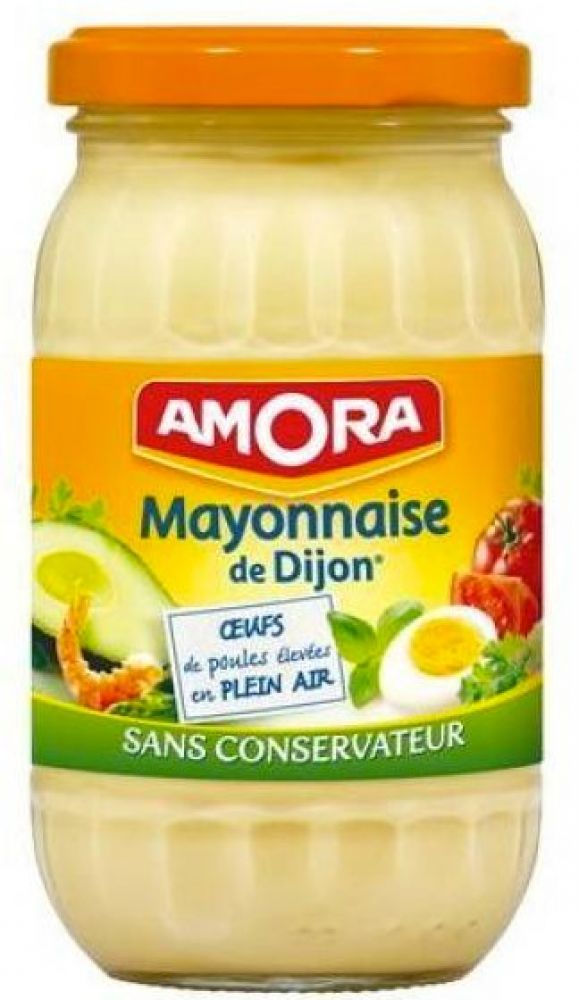 AMORA
Mayonnaise
de Dijon*
ŒUFS
de poules élevées
en PLEIN AIR
SANS CONSERVATEUR